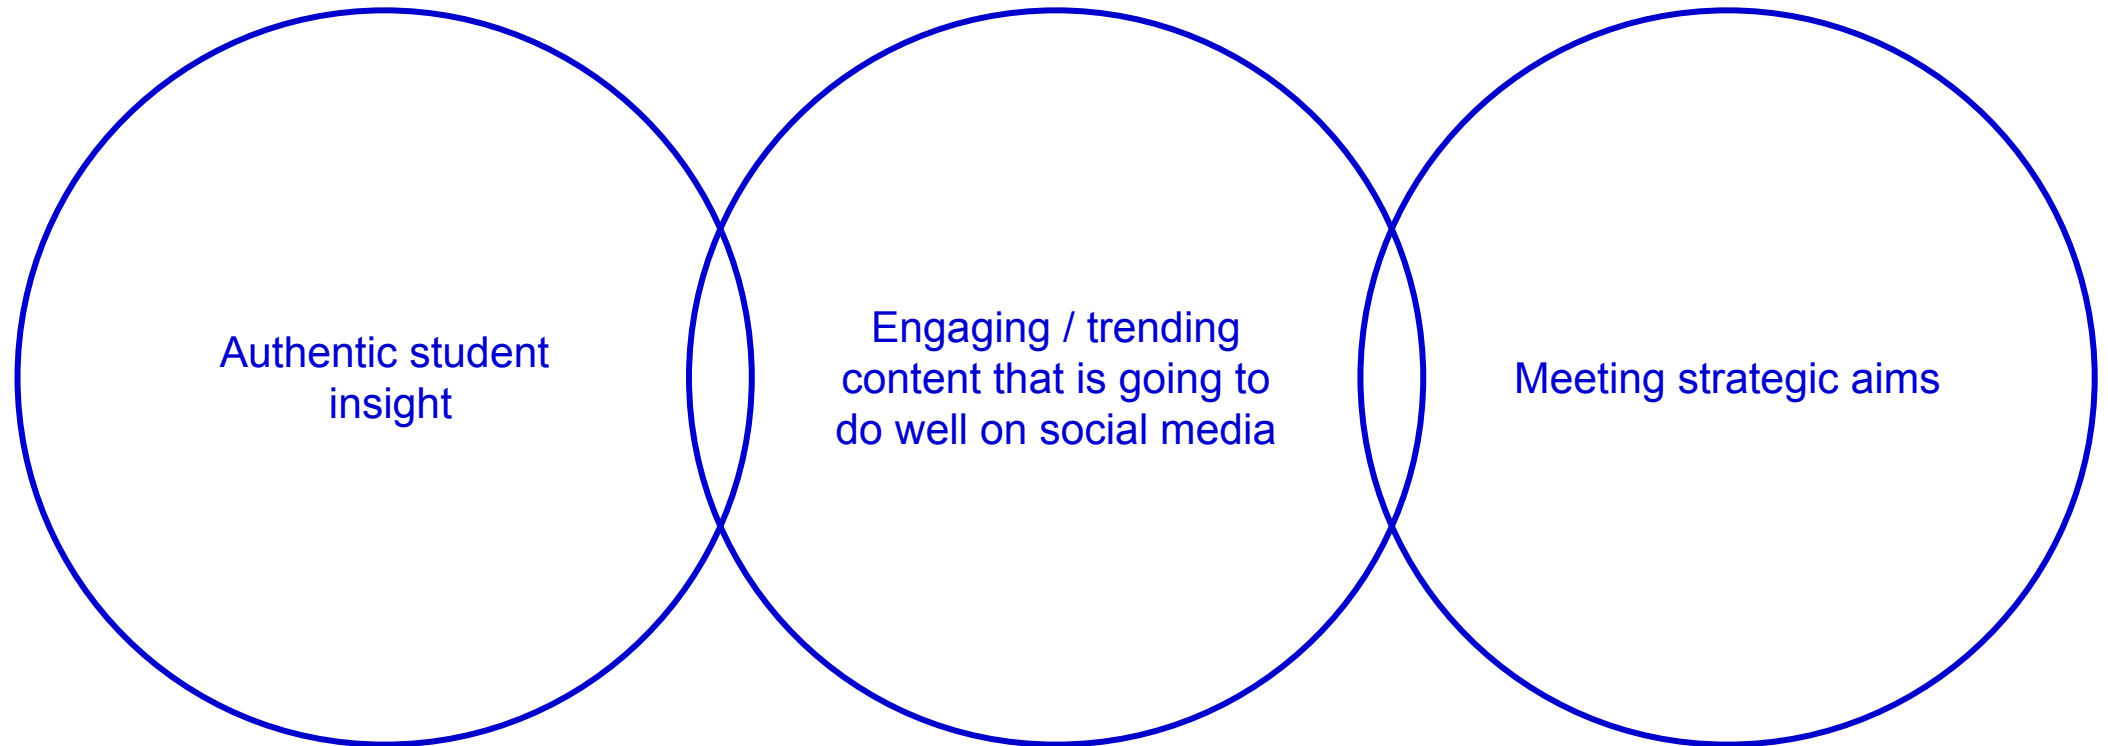 Authentic student
insight
Engaging / trending
content that is going to
do well on social media
Meeting strategic aims